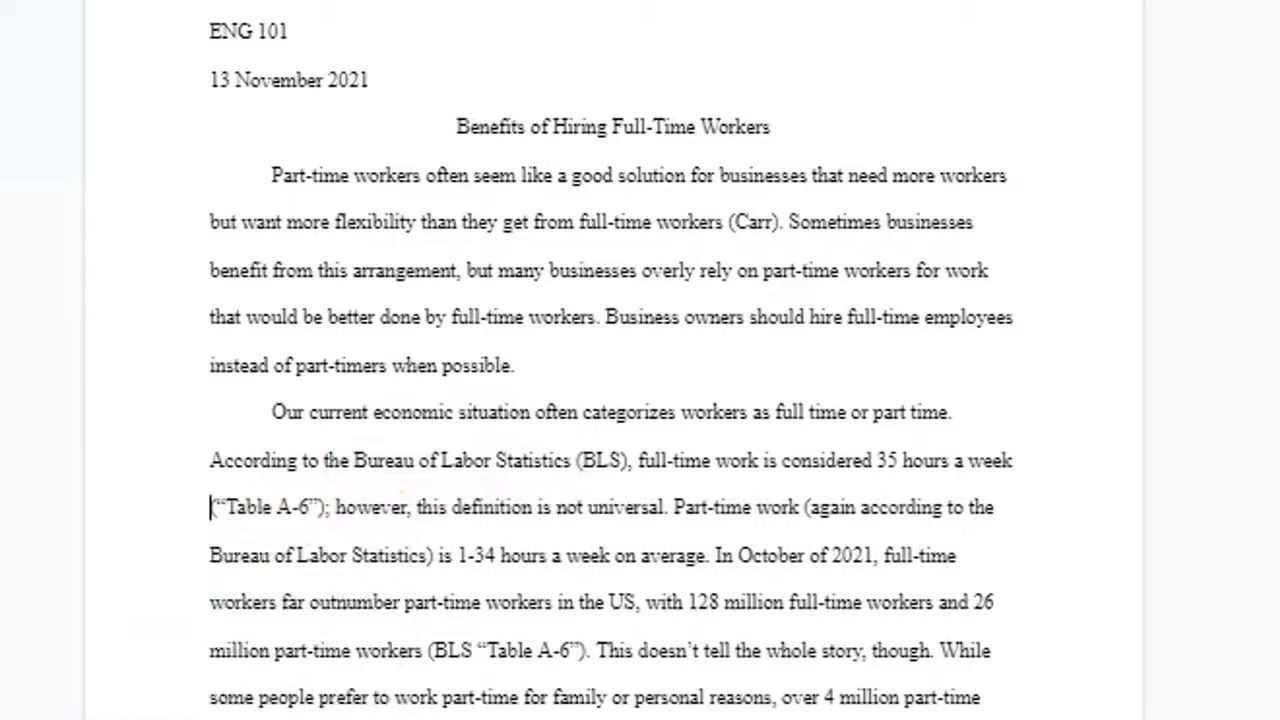 ENG 101
13 November 2021
Benefits of Hiring Full-Time Workers
Part-time workers often seem like a good solution for businesses that need more workers
but want more flexibility than they get from full-time workers (Carr). Sometimes businesses
benefit from this arrangement, but many businesses overly rely on part-time workers for work
that would be better done by full-time workers. Business owners should hire full-time employees
instead of part-timers when possible.
Our current economic situation often categorizes workers as full time or part time.
According to the Bureau of Labor Statistics (BLS), full-time work is considered 35 hours a week
(“Table A-6”); however, this definition is not universal. Part-time work (again according to the
Bureau of Labor Statistics) is 1-34 hours a week on average. In October of 2021, full-time
workers far outnumber part-time workers in the US, with 128 million full-time workers and 26
million part-time workers (BLS “Table A-6”). This doesn’t tell the whole story, though. While
some people prefer to work part-time for family or personal reasons, over 4 million part-time